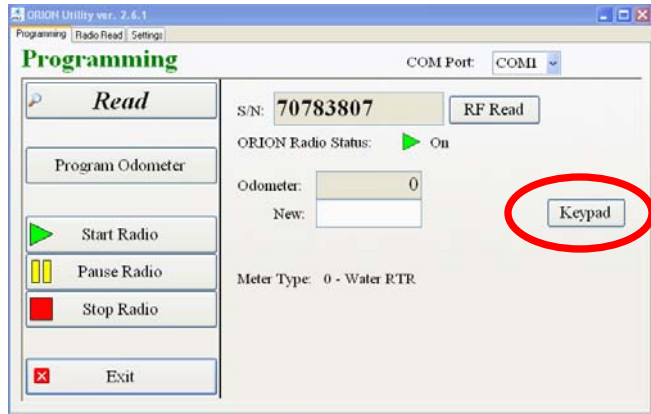 ORION Utility ver. 2.6.1
Programming Radio Read Settings
Programming
COM Port: COM1
Read
S/N: 70783807 RF Read
ORION Radio Status: On
Program Odometer
Odometer: 0
New:
Keypad
Start Radio
Pause Radio
Meter Type: 0 - Water RTR
Stop Radio
Exit